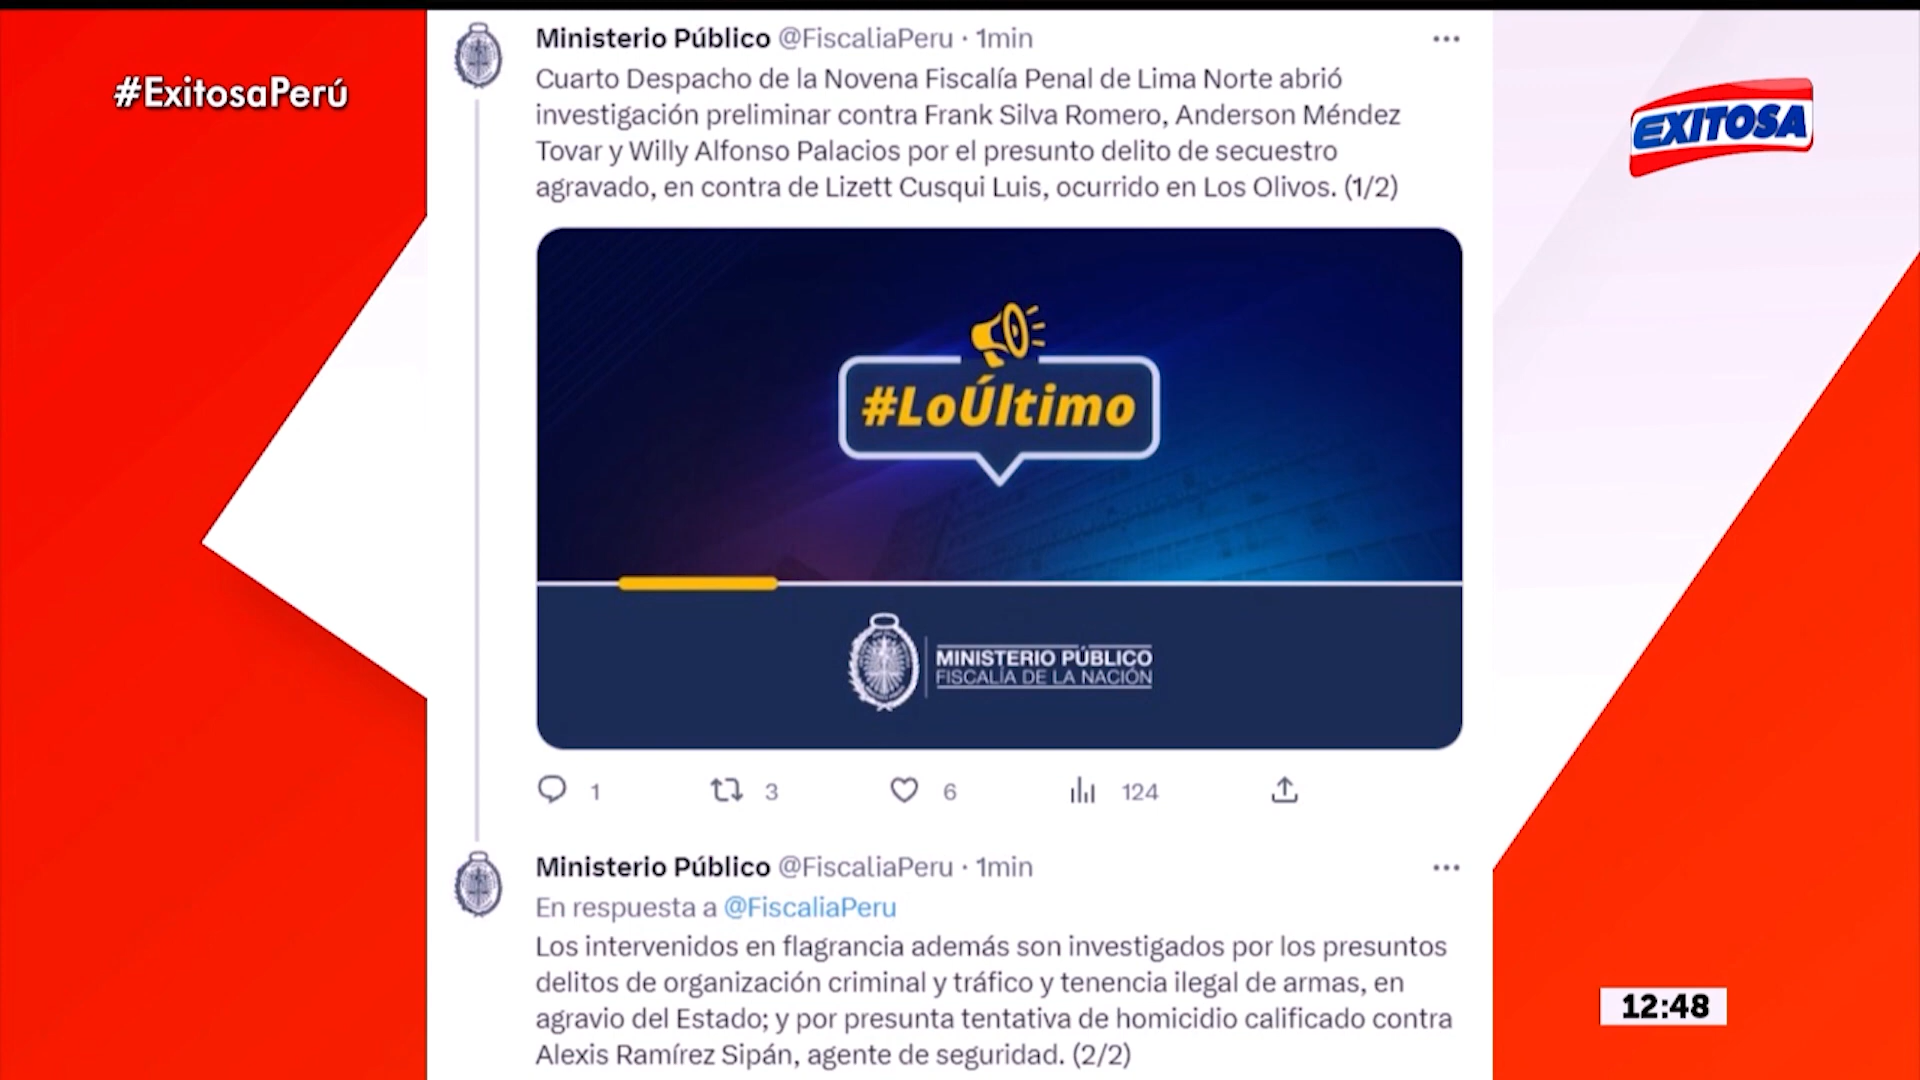 #ExitosaPerú
EXITOSA
Ministerio Público @FiscaliaPeru · 1min
Cuarto Despacho de la Novena Fiscalía Penal de Lima Norte abrió
investigación preliminar contra Frank Silva Romero, Anderson Méndez
Tovar y Willy Alfonso Palacios por el presunto delito de secuestro
agravado, en contra de Lizett Cusqui Luis, ocurrido en Los Olivos. (1/2)
#LoÚltimo
MINISTERIO PÚBLICO
FISCALÍA DE LA NACIÓN
1 3 6 124
Ministerio Público @FiscaliaPeru · 1min
En respuesta a @FiscaliaPeru
Los intervenidos en flagrancia además son investigados por los presuntos
delitos de organización criminal y tráfico y tenencia ilegal de armas, en
agravio del Estado; y por presunta tentativa de homicidio calificado contra
Alexis Ramírez Sipán, agente de seguridad. (2/2)
12:48